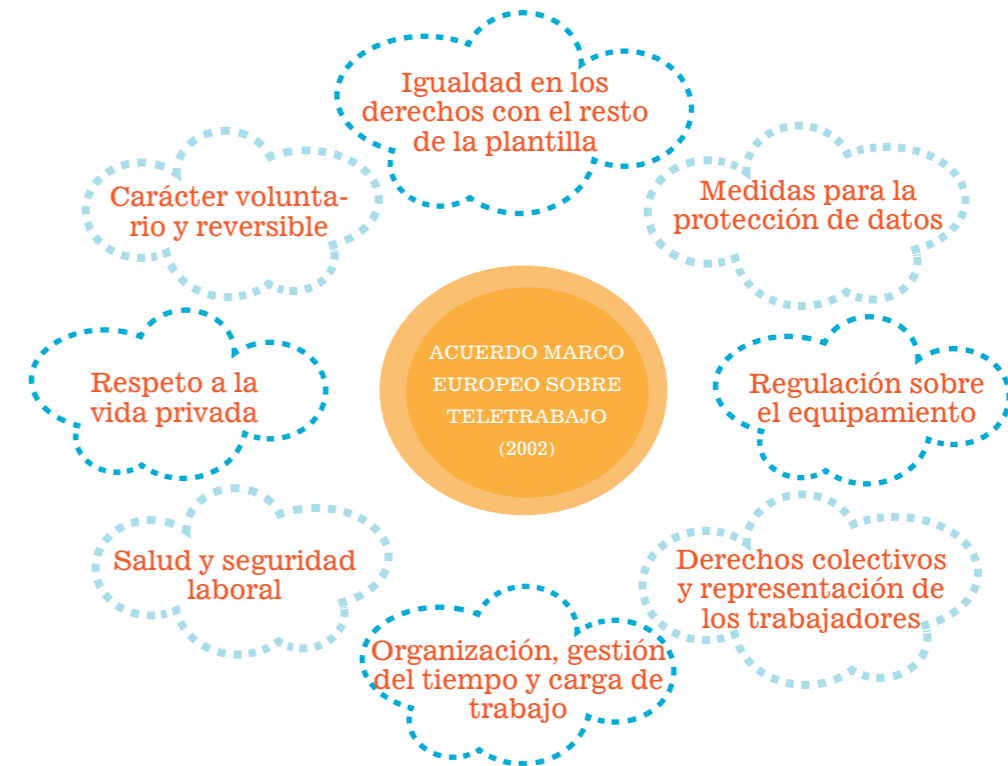 Igualdad en los
derechos con el resto
de la plantilla
Carácter volunta-
rio y reversible
Medidas para la
protección de datos
ACUERDO MARCO
EUROPEO SOBRE
TELETRABAJO
(2002)
Respeto a la
vida privada
Regulación sobre
el equipamiento
Salud y seguridad
laboral
Derechos colectivos
y representación de
los trabajadores
Organización, gestión
del tiempo y carga de
trabajo